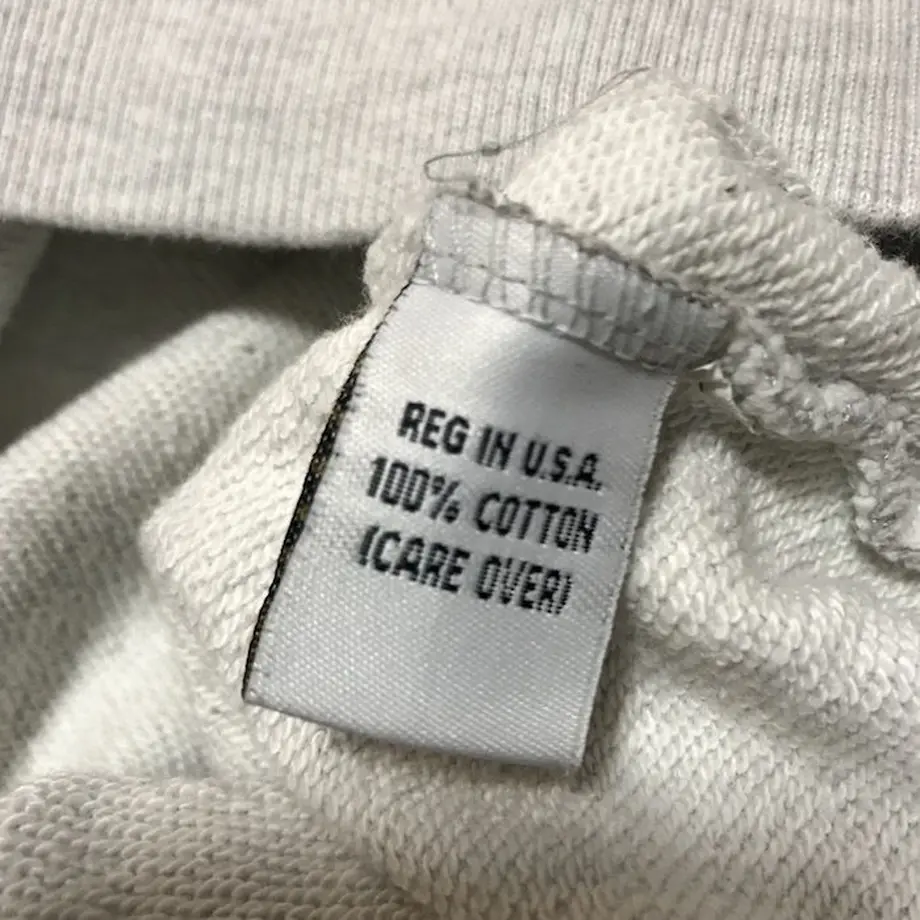 REG IN U.S.A.
100% COTTON
(CARE OVER)